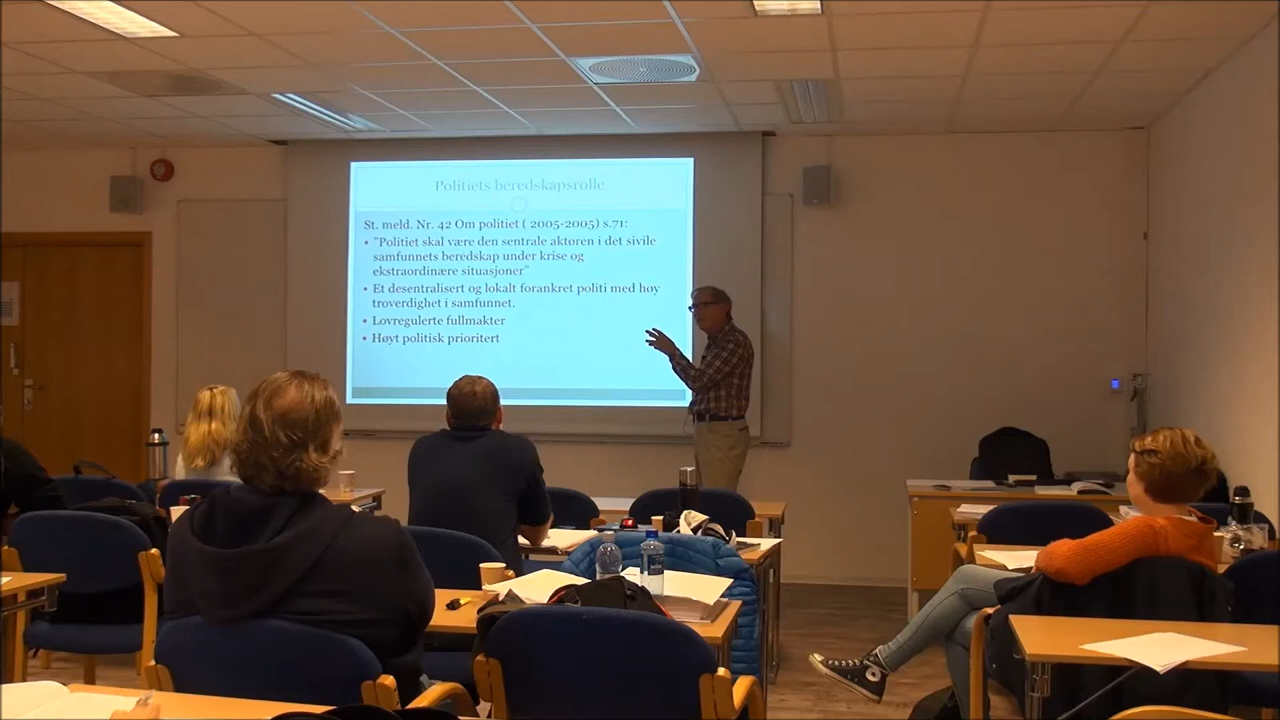 Politiets beredskapsrolle
St. meld. Nr. 42 Om politiet ( 2005-2005) s.71:
• "Politiet skal være den sentrale aktøren i det sivile
samfunnets beredskap under krise og
ekstraordinære situasjoner"
• Et desentralisert og lokalt forankret politi med høy
troverdighet i samfunnet.
• Lovregulerte fullmakter
• Høyt politisk prioritert